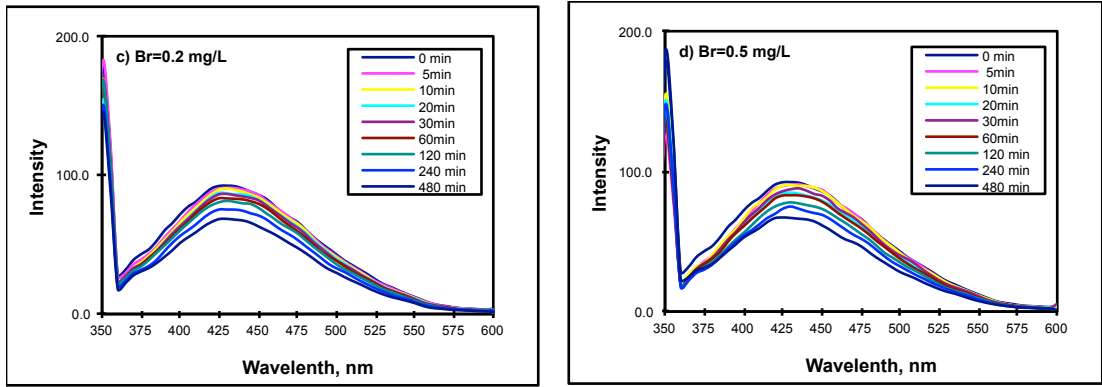 200.0
c) Br=0.2 mg/L
0 min
5min
10min
20min
30min
60min
120 min
240 min
480 min
Intensity
100.0
0.0
350 375 400 425 450 475 500 525 550 575 600
Wavelenth, nm
200.0
d) Br=0.5 mg/L
0 min
5min
10min
20min
30min
60min
120 min
240 min
480 min
Intensity
100.0
0.0
350 375 400 425 450 475 500 525 550 575 600
Wavelenth, nm